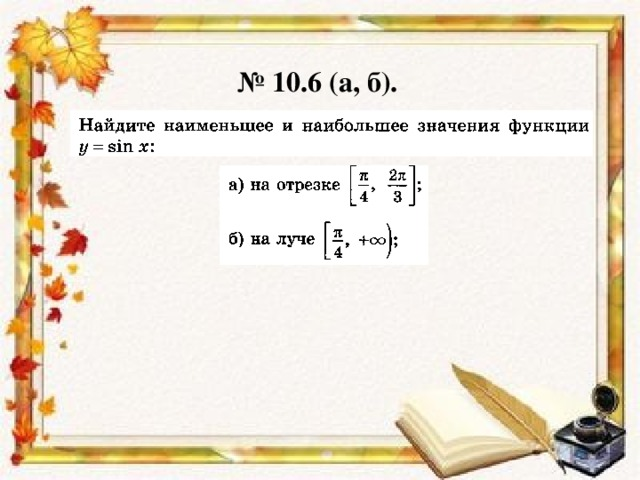 № 10.6 (а, б).
Найдите наименьшее и наибольшее значения функции
y = sin x:
а) на отрезке [π/4, 2π/3];
б) на луче [π/4, +∞);